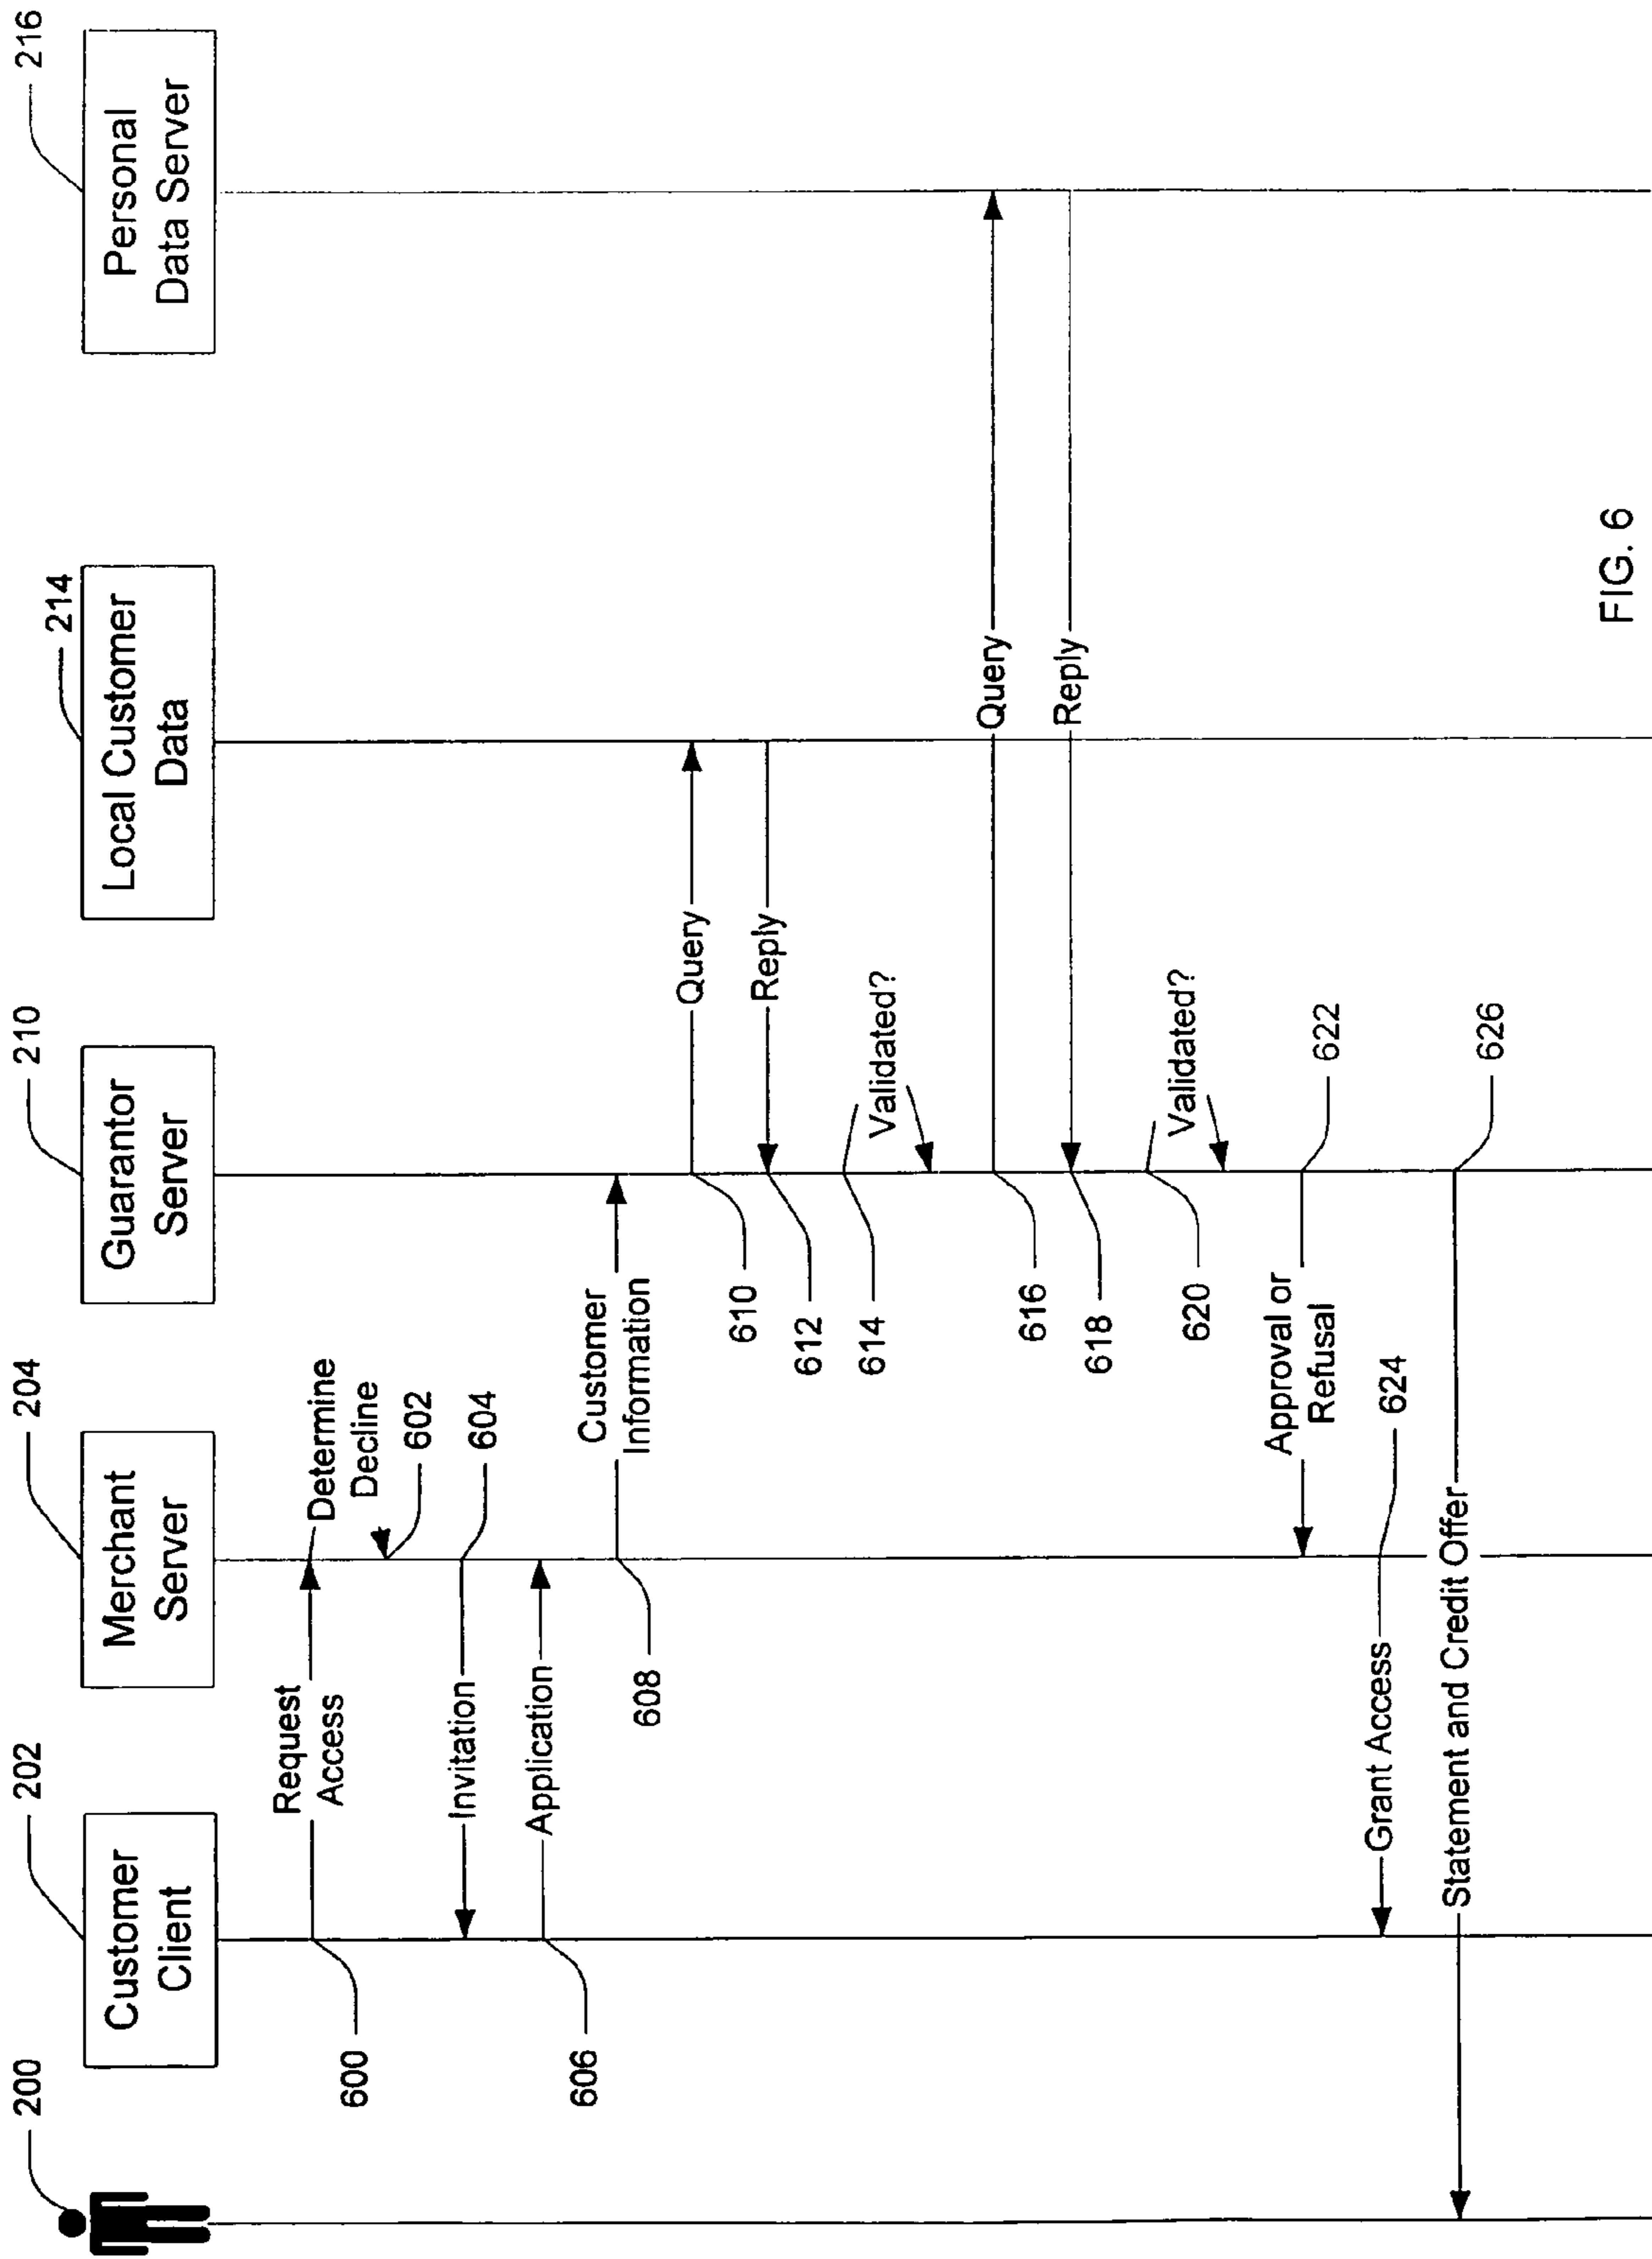 200
202
204
210
214
216
Customer
Client
Merchant
Server
Guarantor
Server
Local Customer
Data
Personal
Data Server
600
Request
Access
Determine
Decline
602
Invitation
604
606
Application
608
Customer
Information
610
Query
612
Reply
614
Validated?
616
Query
618
Reply
620
Validated?
Approval or
Refusal
622
Grant Access
624
Statement and Credit Offer
626
FIG. 6